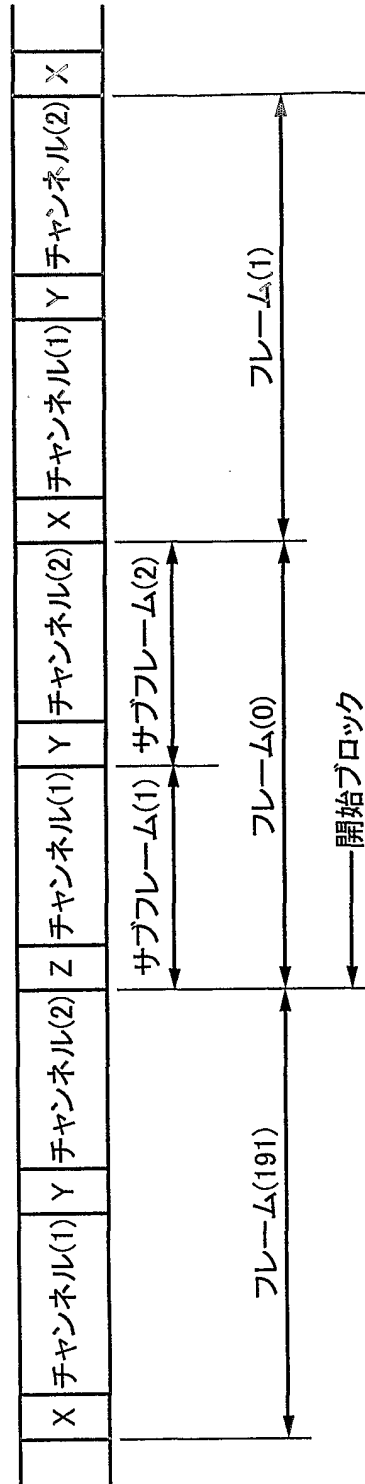 X チャンネル(1) Y チャンネル(2) Z チャンネル(1) Y チャンネル(2) X チャンネル(1) Y チャンネル(2) X
サブフレーム(1) サブフレーム(2)
フレーム(191) フレーム(0) フレーム(1)
開始ブロック